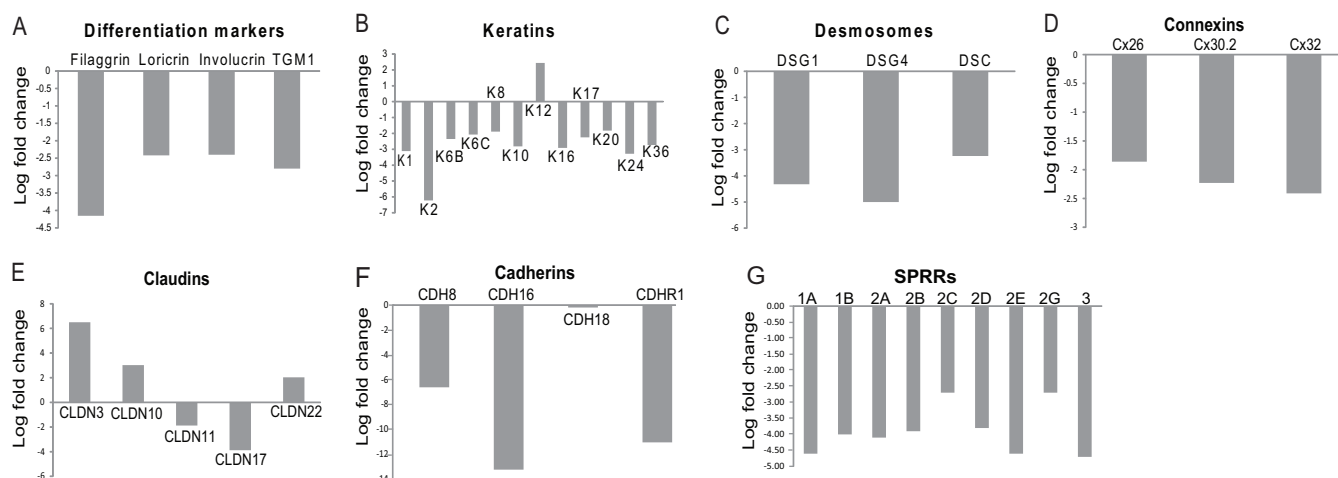 A
Differentiation markers
Filaggrin Loricrin Involucrin TGM1
Log fold change
0
-0.5
-1
-1.5
-2
-2.5
-3
-3.5
-4
-4.5
B
Keratins
Log fold change
3
2
1
0
-1
-2
-3
-4
-5
-6
-7
K1
K2
K6B
K6C
K8
K10
K12
K16
K17
K20
K24
K36
C
Desmosomes
DSG1 DSG4 DSC
Log fold change
0
-1
-2
-3
-4
-5
-6
D
Connexins
Cx26 Cx30.2 Cx32
Log fold change
0
-0.5
-1
-1.5
-2
-2.5
-3
E
Claudins
Log fold change
8
6
4
2
0
-2
-4
-6
CLDN3
CLDN10
CLDN11
CLDN17
CLDN22
F
Cadherins
CDH8 CDH16 CDH18 CDHR1
Log fold change
0
-2
-4
-6
-8
-10
-12
-14
G
SPRRs
1A 1B 2A 2B 2C 2D 2E 2G 3
Log fold change
0.00
-0.50
-1.00
-1.50
-2.00
-2.50
-3.00
-3.50
-4.00
-4.50
-5.00